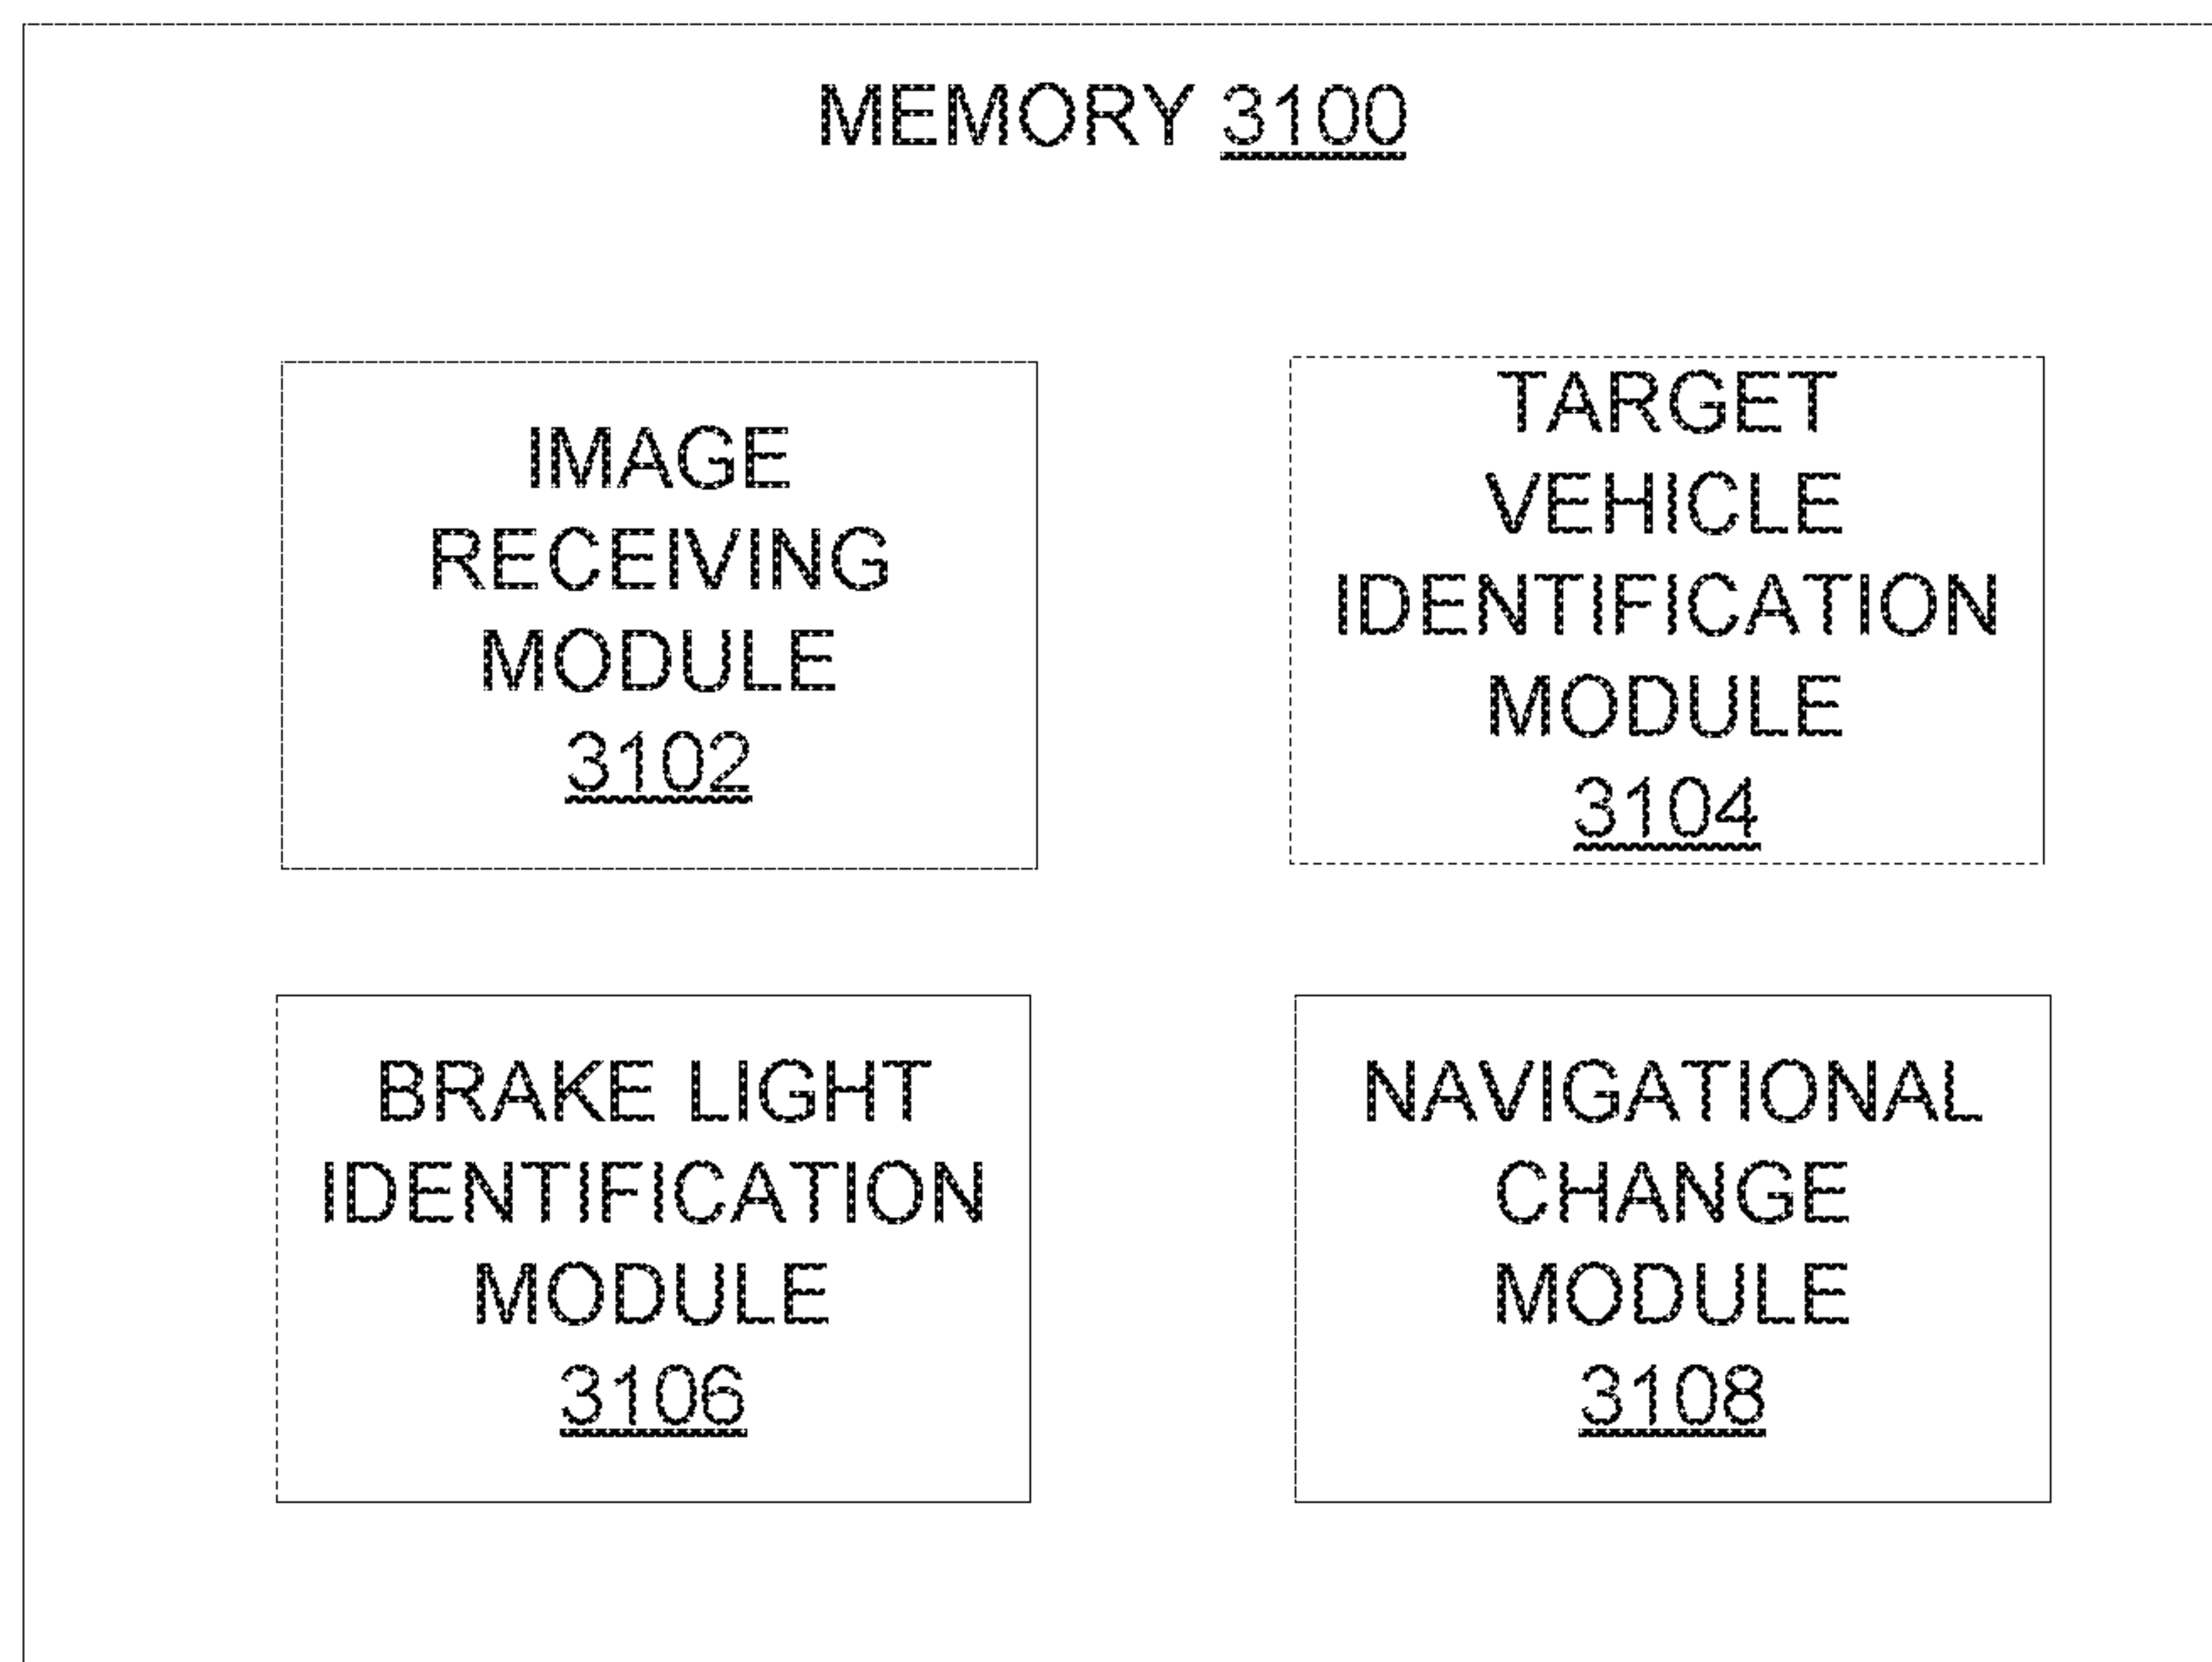 MEMORY 3100
IMAGE
RECEIVING
MODULE
3102
TARGET
VEHICLE
IDENTIFICATION
MODULE
3104
BRAKE LIGHT
IDENTIFICATION
MODULE
3106
NAVIGATIONAL
CHANGE
MODULE
3108